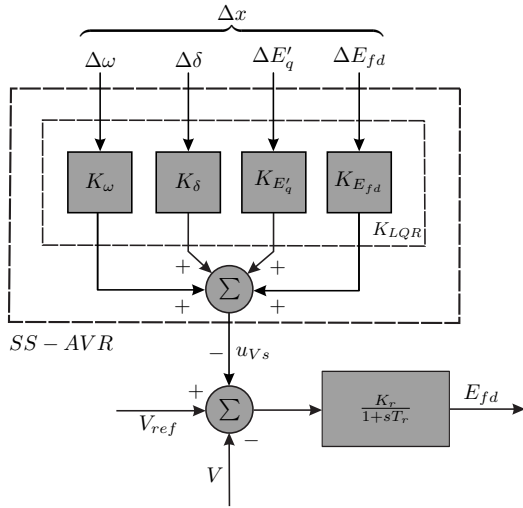 Δx
Δω Δδ ΔE′q ΔEfd
Kω Kδ KE′q KEfd
KLQR
+ +
Σ
+ +
SS − AVR
− uVs
+
Σ
Vref
−
V
Kr
1+sTr
Efd